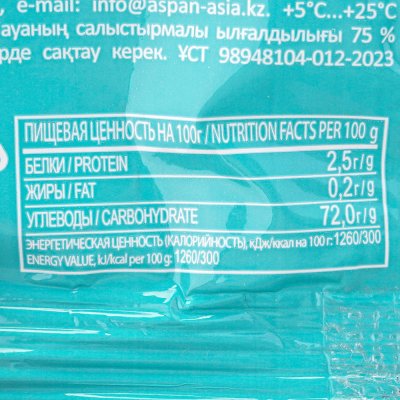 , e-mail: info@aspan-asia.kz. +5°C...+25°C
ауаның салыстырмалы ылғалдылығы 75 %
рде сақтау керек. ҰСТ 98948104-012-2023
ПИЩЕВАЯ ЦЕННОСТЬ НА 100г / NUTRITION FACTS PER 100 g
БЕЛКИ / PROTEIN 2,5г/g
ЖИРЫ / FAT 0,2г/g
УГЛЕВОДЫ / CARBOHYDRATE 72,0г/g
ЭНЕРГЕТИЧЕСКАЯ ЦЕННОСТЬ (КАЛОРИЙНОСТЬ), кДж/ккал на 100 г: 1260/300
ENERGY VALUE, kJ/kcal per 100 g: 1260/300